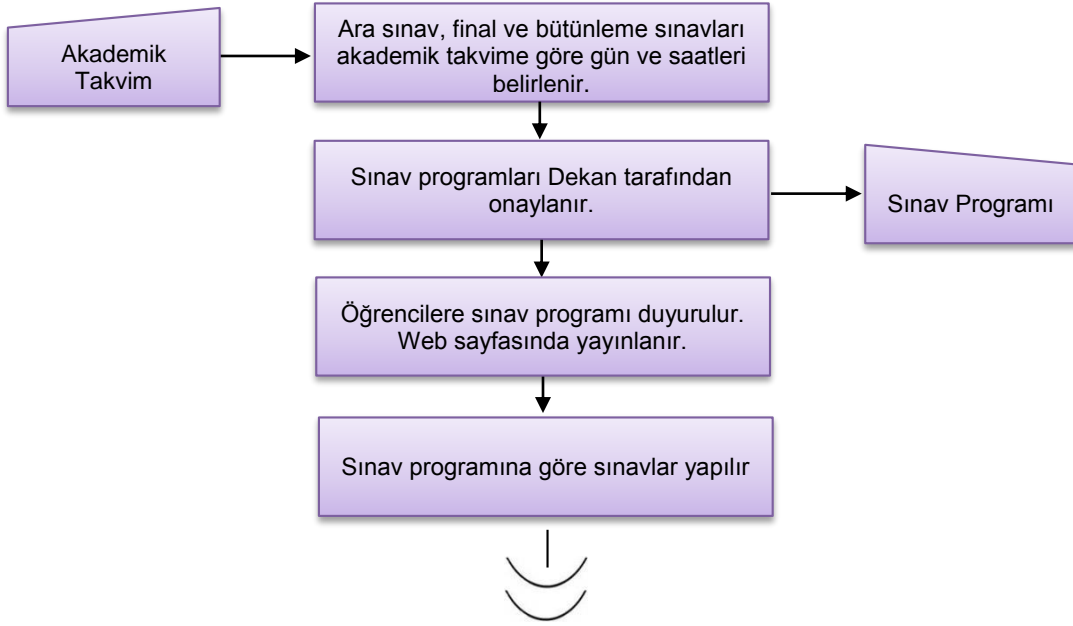 Akademik
Takvim
Ara sınav, final ve bütünleme sınavları
akademik takvime göre gün ve saatleri
belirlenir.
Sınav programları Dekan tarafından
onaylanır.
Sınav Programı
Öğrencilere sınav programı duyurulur.
Web sayfasında yayınlanır.
Sınav programına göre sınavlar yapılır